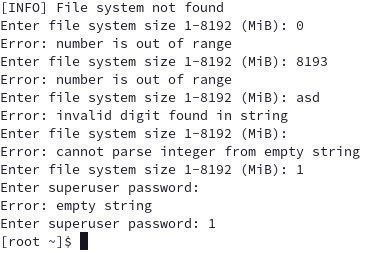 [INFO] File system not found
Enter file system size 1-8192 (MiB): 0
Error: number is out of range
Enter file system size 1-8192 (MiB): 8193
Error: number is out of range
Enter file system size 1-8192 (MiB): asd
Error: invalid digit found in string
Enter file system size 1-8192 (MiB):
Error: cannot parse integer from empty string
Enter file system size 1-8192 (MiB): 1
Enter superuser password:
Error: empty string
Enter superuser password: 1
[root ~]$